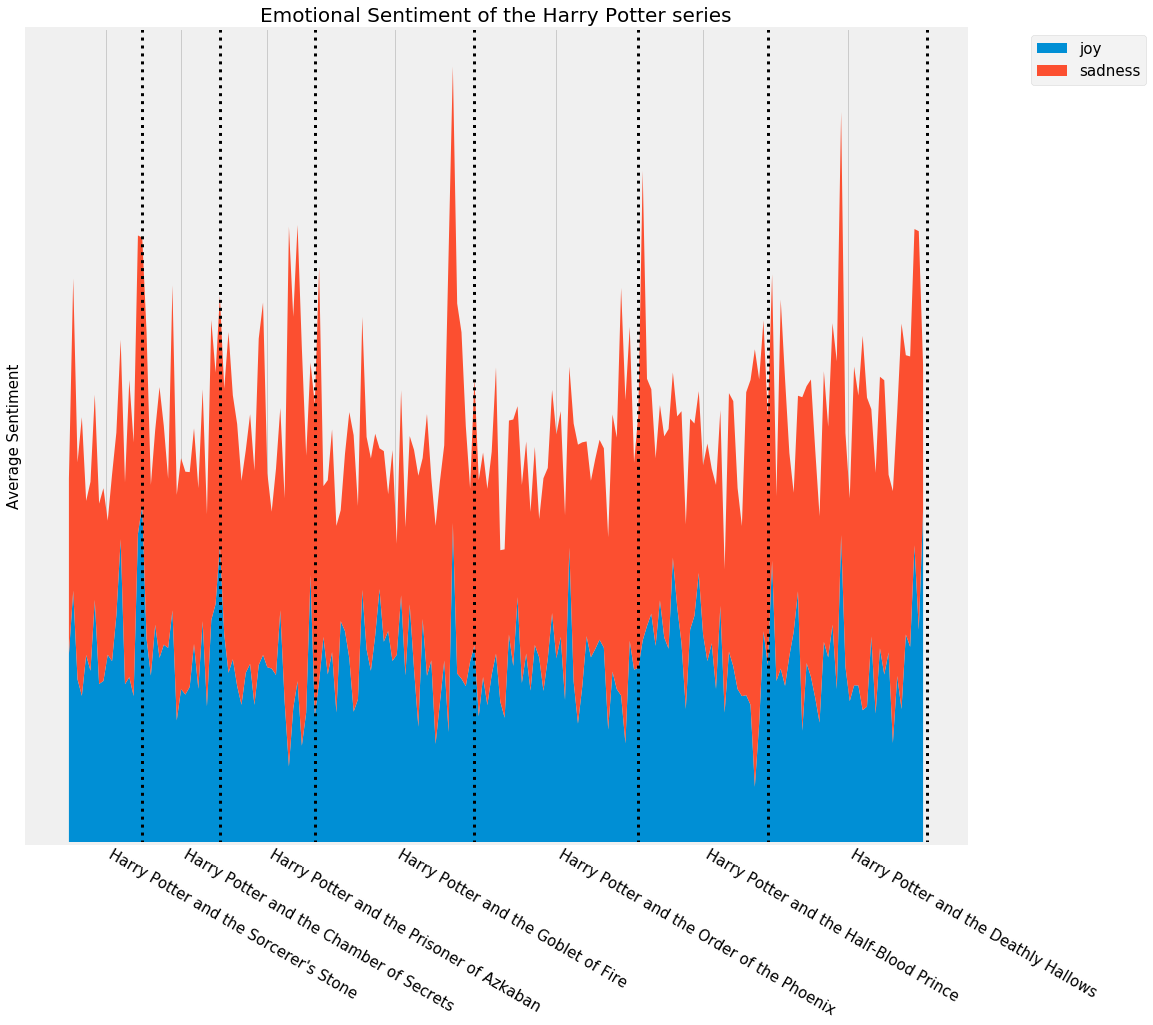 Emotional Sentiment of the Harry Potter series
joy
sadness
Average Sentiment
Harry Potter and the Sorcerer's Stone
Harry Potter and the Chamber of Secrets
Harry Potter and the Prisoner of Azkaban
Harry Potter and the Goblet of Fire
Harry Potter and the Order of the Phoenix
Harry Potter and the Half-Blood Prince
Harry Potter and the Deathly Hallows